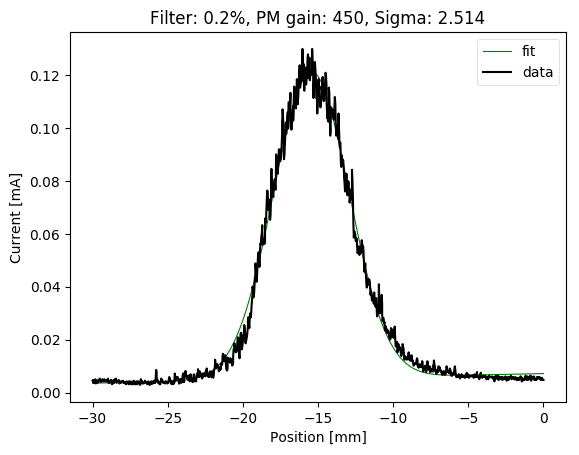 Filter: 0.2%, PM gain: 450, Sigma: 2.514
fit
data
0.12
0.10
0.08
0.06
0.04
0.02
0.00
Current [mA]
−30
−25
−20
−15
−10
−5
0
Position [mm]